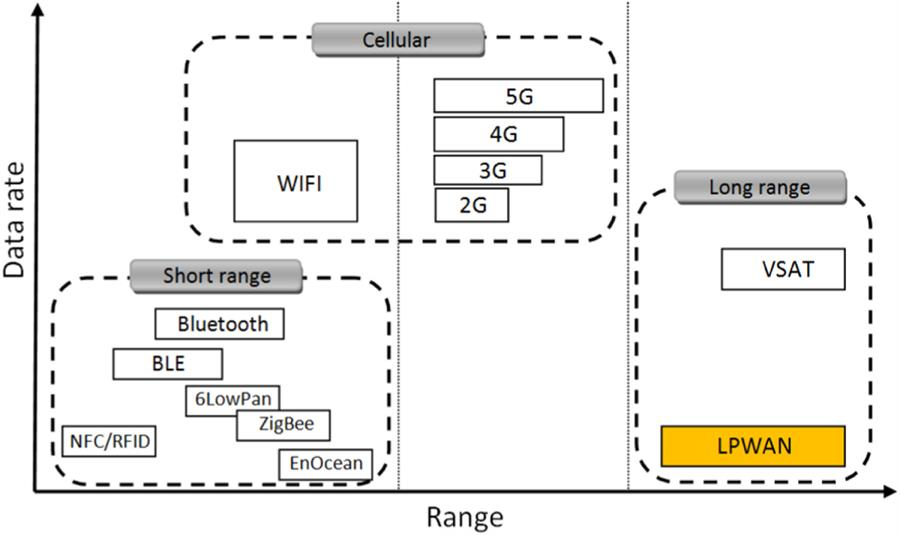 Cellular
5G
4G
WIFI
3G
2G
Long range
VSAT
Data rate
Short range
Bluetooth
BLE
6LowPan
ZigBee
NFC/RFID
EnOcean
LPWAN
Range